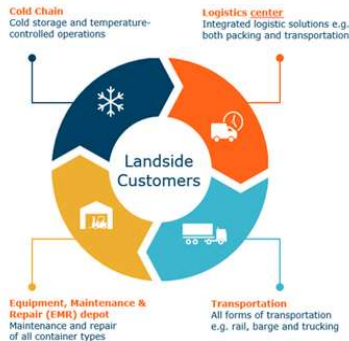 Cold Chain
Cold storage and temperature-
controlled operations
Logistics center
Integrated logistic solutions e.g.
both packing and transportation
Landside
Customers
Equipment, Maintenance &
Repair (EMR) depot
Maintenance and repair
of all container types
Transportation
All forms of transportation
e.g. rail, barge and trucking